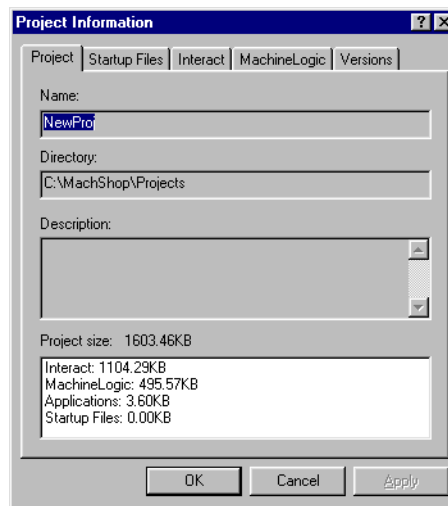 Project Information
Project Startup Files Interact MachineLogic Versions
Name:
NewProj
Directory:
C:\MachShop\Projects
Description:
Project size: 1603.46KB
Interact: 1104.29KB
MachineLogic: 495.57KB
Applications: 3.60KB
Startup Files: 0.00KB
OK Cancel Apply